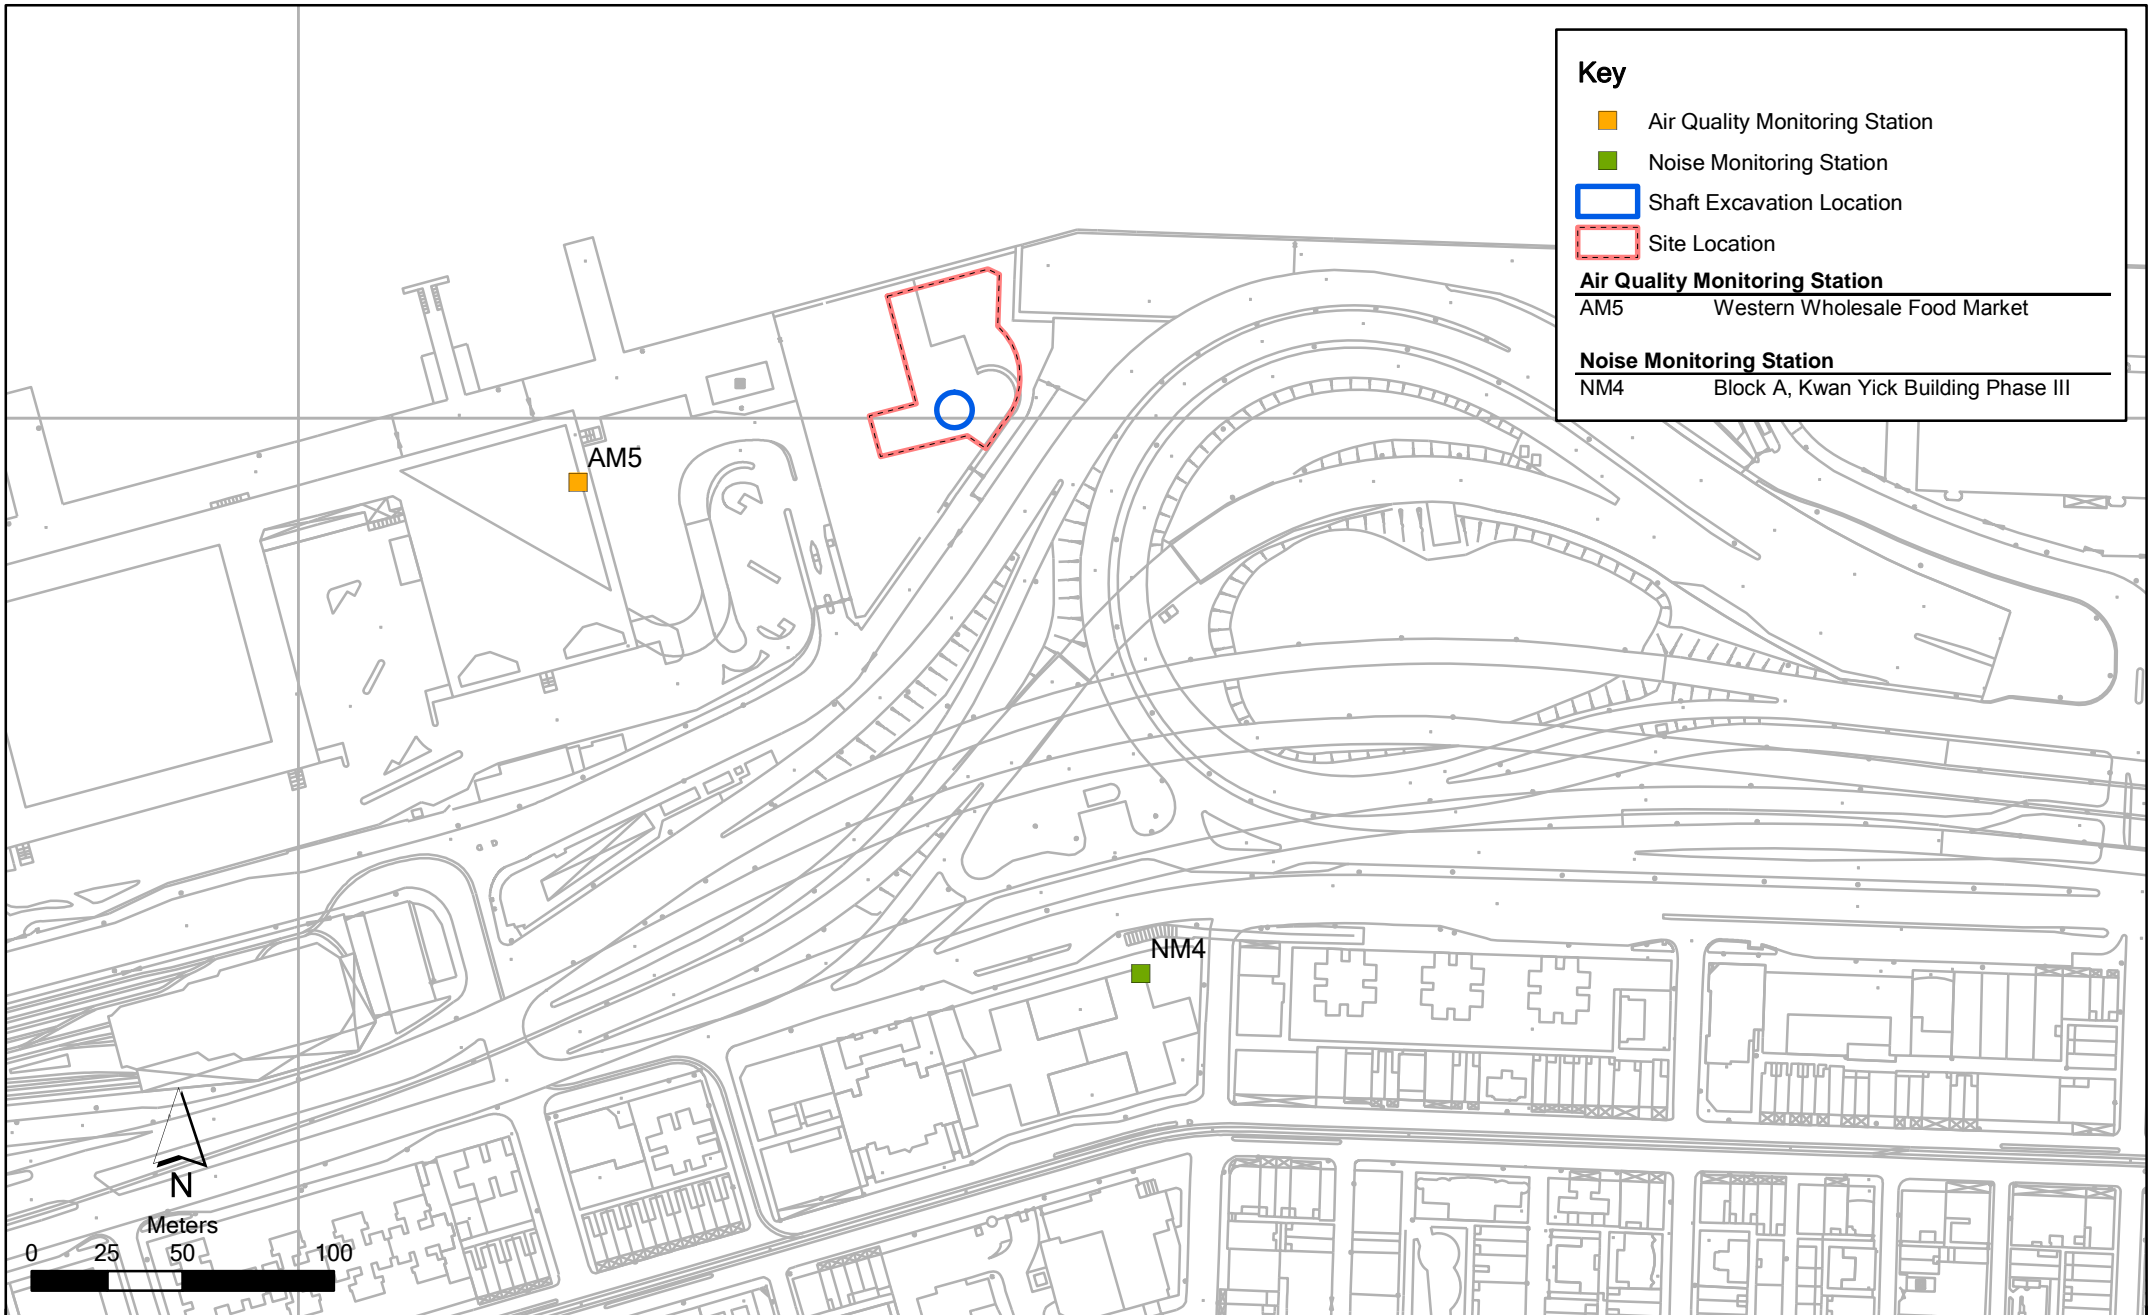 Key
Air Quality Monitoring Station
Noise Monitoring Station
Shaft Excavation Location
Site Location
Air Quality Monitoring Station
AM5 Western Wholesale Food Market
Noise Monitoring Station
NM4 Block A, Kwan Yick Building Phase III
AM5
NM4
N
Meters
0 25 50 100